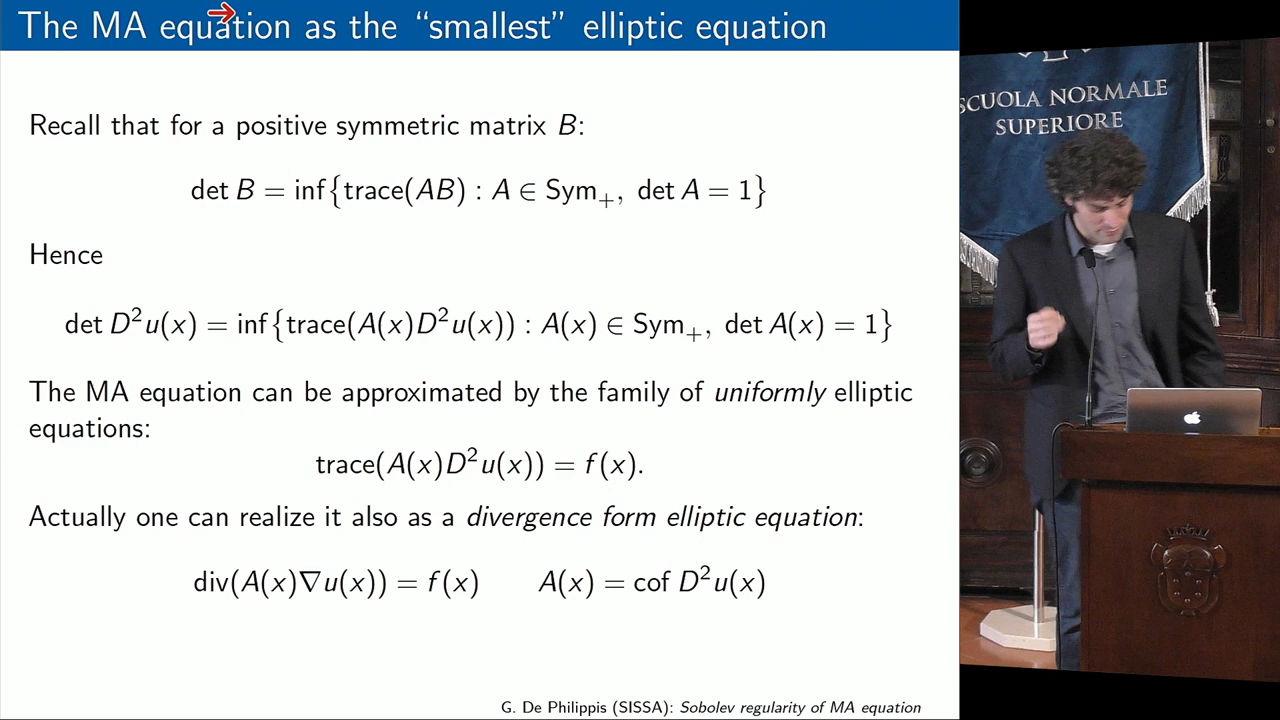 The MA equation as the “smallest” elliptic equation
Recall that for a positive symmetric matrix B:
det B = inf{trace(AB) : A ∈ Sym₊, det A = 1}
Hence
det D²u(x) = inf{trace(A(x)D²u(x)) : A(x) ∈ Sym₊, det A(x) = 1}
The MA equation can be approximated by the family of uniformly elliptic
equations:
trace(A(x)D²u(x)) = f(x).
Actually one can realize it also as a divergence form elliptic equation:
div(A(x)∇u(x)) = f(x) A(x) = cof D²u(x)
G. De Philippis (SISSA): Sobolev regularity of MA equation
SCUOLA NORMALE
SUPERIORE